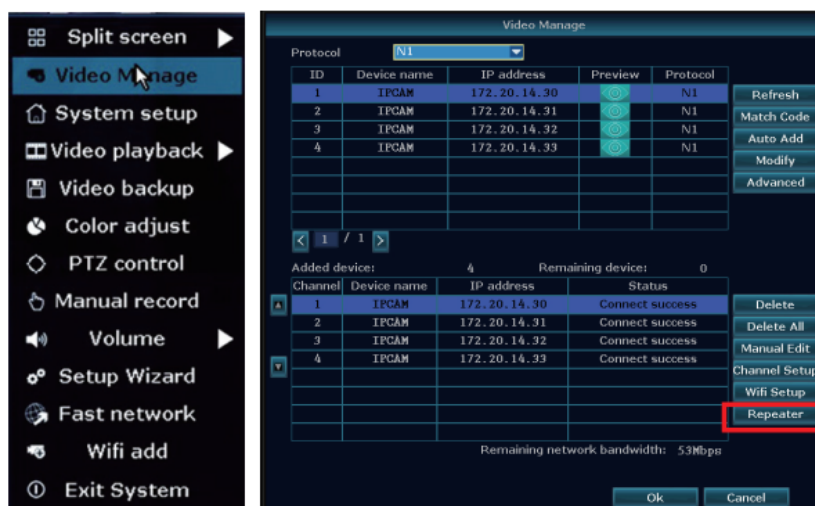 Split screen
Video Manage
System setup
Video playback
Video backup
Color adjust
PTZ control
Manual record
Volume
Setup Wizard
Fast network
Wifi add
Exit System
Video Manage
Protocol N1
ID Device name IP address Preview Protocol
1 IPCAM 172.20.14.30 N1
2 IPCAM 172.20.14.31 N1
3 IPCAM 172.20.14.32 N1
4 IPCAM 172.20.14.33 N1
Refresh
Match Code
Auto Add
Modify
Advanced
1 / 1
Added device: 4 Remaining device: 0
Channel Device name IP address Status
1 IPCAM 172.20.14.30 Connect success
2 IPCAM 172.20.14.31 Connect success
3 IPCAM 172.20.14.32 Connect success
4 IPCAM 172.20.14.33 Connect success
Delete
Delete All
Manual Edit
Channel Setup
Wifi Setup
Repeater
Remaining network bandwidth: 53Mbps
Ok Cancel